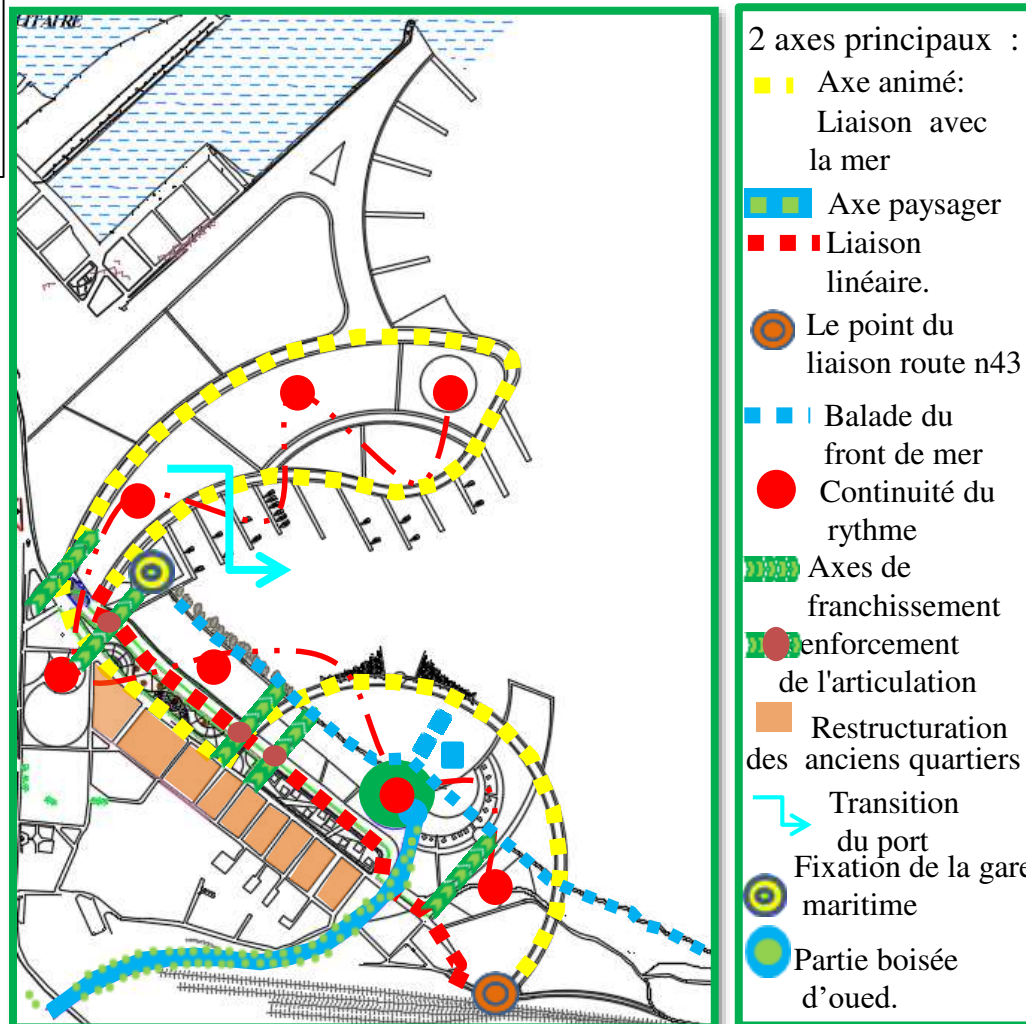 2 axes principaux :
Axe animé:
Liaison avec
la mer
Axe paysager
Liaison
linéaire.
Le point du
liaison route n43
Balade du
front de mer
Continuité du
rythme
Axes de
franchissement
enforcement
de l'articulation
Restructuration
des anciens quartiers
Transition
du port
Fixation de la gare
maritime
Partie boisée
d'oued.